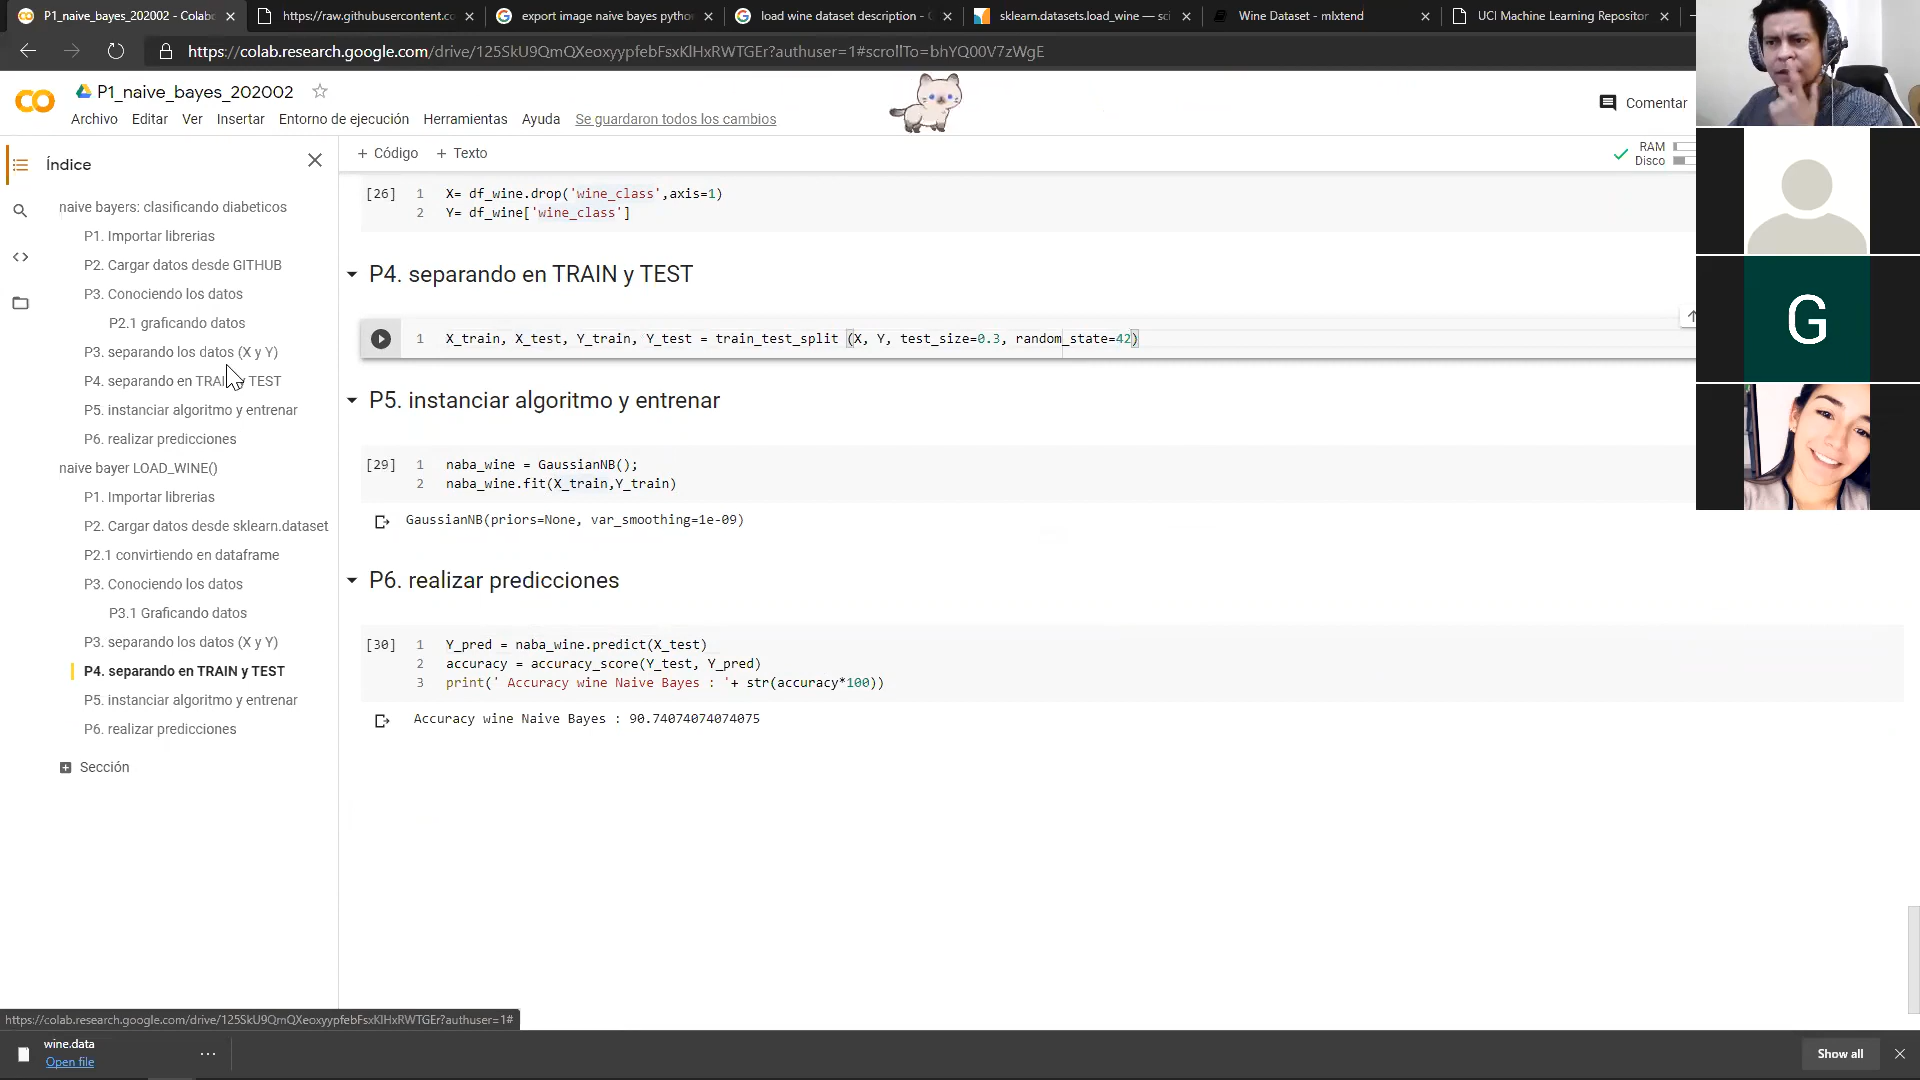 P1_naive_bayes_202002 - Colabo
https://raw.githubusercontent.co
export image naive bayes pytho
load wine dataset description - G
sklearn.datasets.load_wine — sci
Wine Dataset - mlxtend
UCI Machine Learning Repositor
https://colab.research.google.com/drive/125SkU9QmQXeoxyypfebFsxKlHxRWTGEr?authuser=1#scrollTo=bhYQ00V7zWgE
P1_naive_bayes_202002
Comentar
Archivo Editar Ver Insertar Entorno de ejecución Herramientas Ayuda Se guardaron todos los cambios
+ Código + Texto
RAM
Disco
Índice
naive bayers: clasificando diabeticos
P1. Importar librerias
P2. Cargar datos desde GITHUB
P3. Conociendo los datos
P2.1 graficando datos
P3. separando los datos (X y Y)
P4. separando en TRAIN y TEST
P5. instanciar algoritmo y entrenar
P6. realizar predicciones
naive bayer LOAD_WINE()
P1. Importar librerias
P2. Cargar datos desde sklearn.dataset
P2.1 convirtiendo en dataframe
P3. Conociendo los datos
P3.1 Graficando datos
P3. separando los datos (X y Y)
P4. separando en TRAIN y TEST
P5. instanciar algoritmo y entrenar
P6. realizar predicciones
Sección
[26] 1 X= df_wine.drop('wine_class',axis=1)
2 Y= df_wine['wine_class']
P4. separando en TRAIN y TEST
1 X_train, X_test, Y_train, Y_test = train_test_split (X, Y, test_size=0.3, random_state=42)
P5. instanciar algoritmo y entrenar
[29] 1 naba_wine = GaussianNB();
2 naba_wine.fit(X_train,Y_train)
GaussianNB(priors=None, var_smoothing=1e-09)
P6. realizar predicciones
[30] 1 Y_pred = naba_wine.predict(X_test)
2 accuracy = accuracy_score(Y_test, Y_pred)
3 print(' Accuracy wine Naive Bayes : '+ str(accuracy*100))
Accuracy wine Naive Bayes : 90.74074074074075
G
https://colab.research.google.com/drive/125SkU9QmQXeoxyypfebFsxKlHxRWTGEr?authuser=1#
wine.data
Open file
Show all